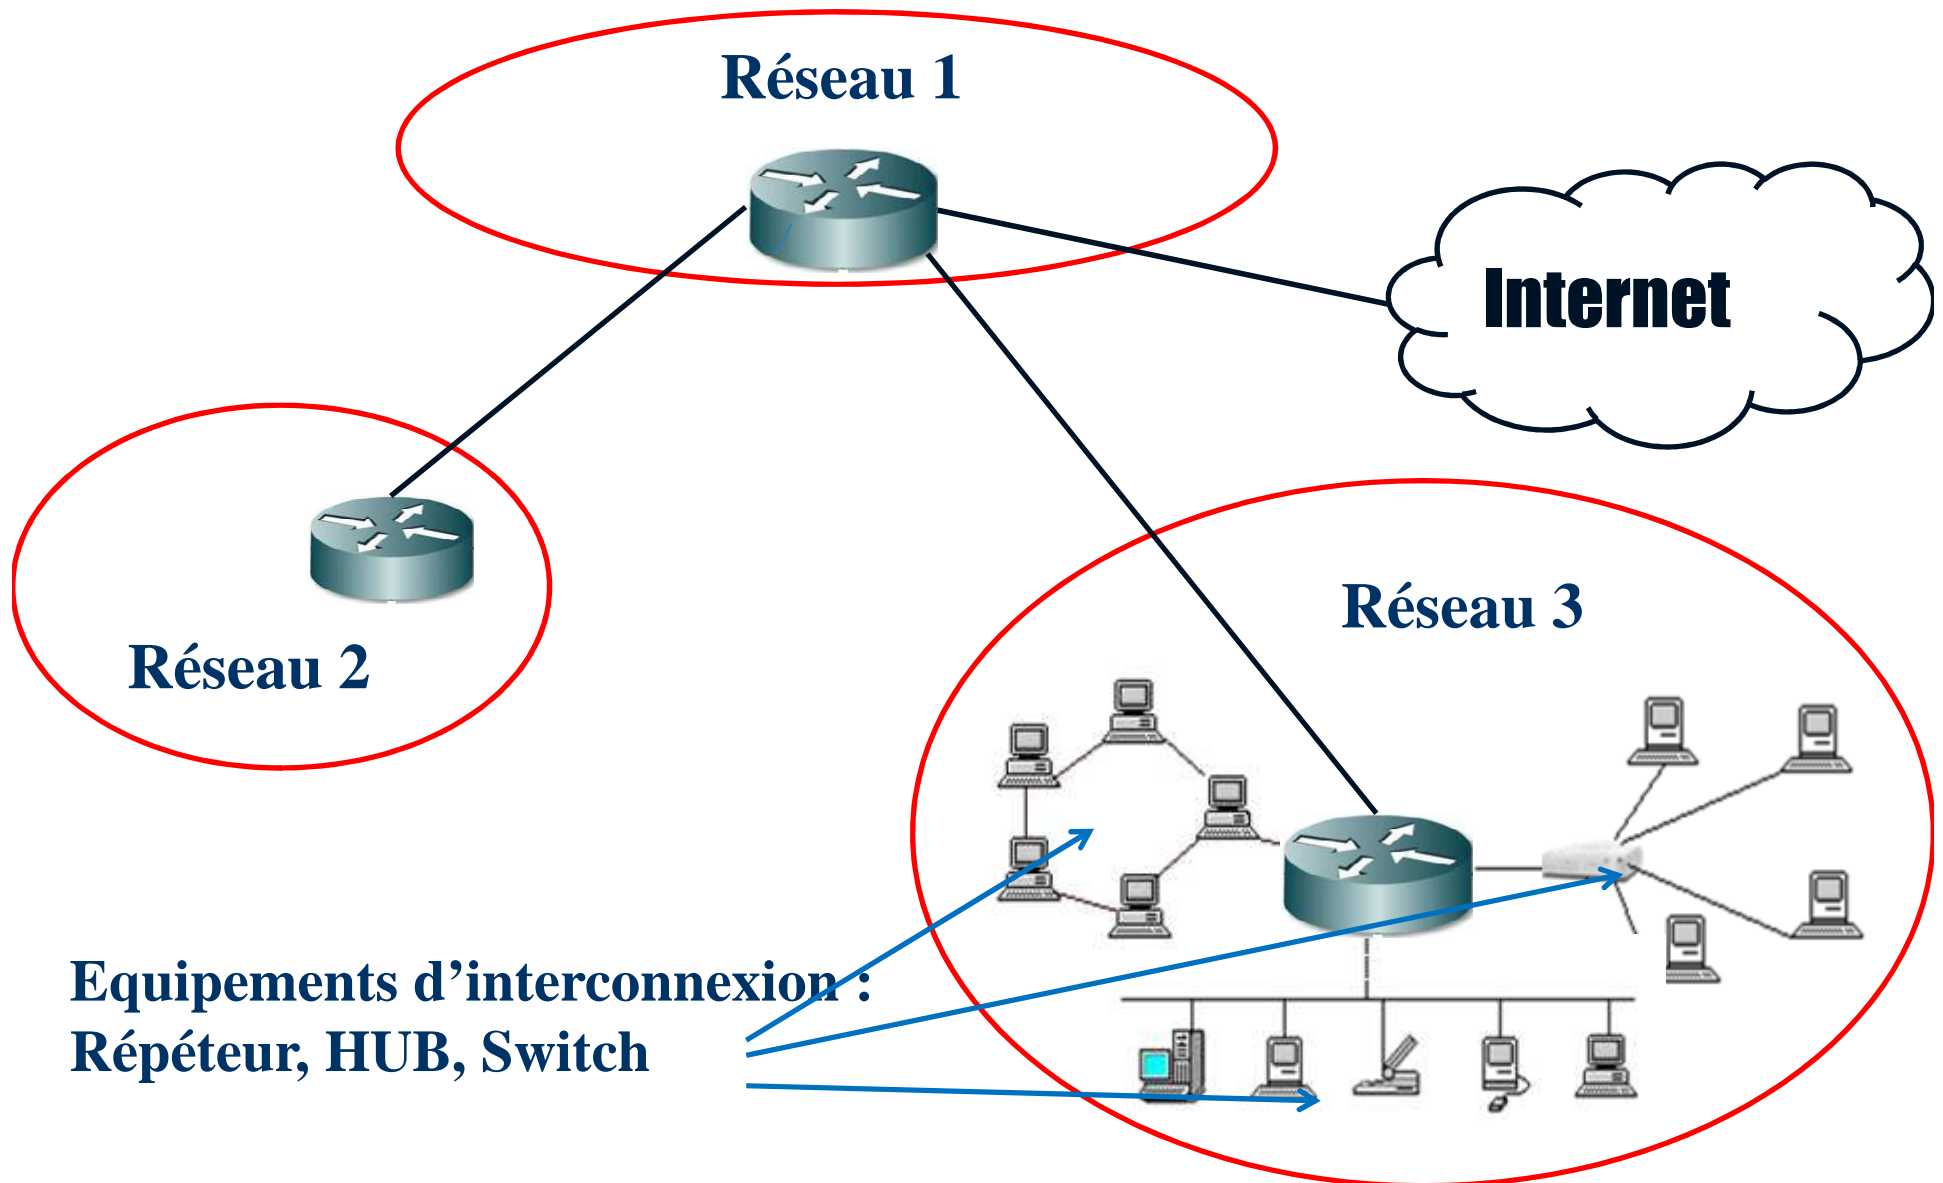 Réseau 1
Internet
Réseau 2
Réseau 3
Equipements d’interconnexion :
Répéteur, HUB, Switch